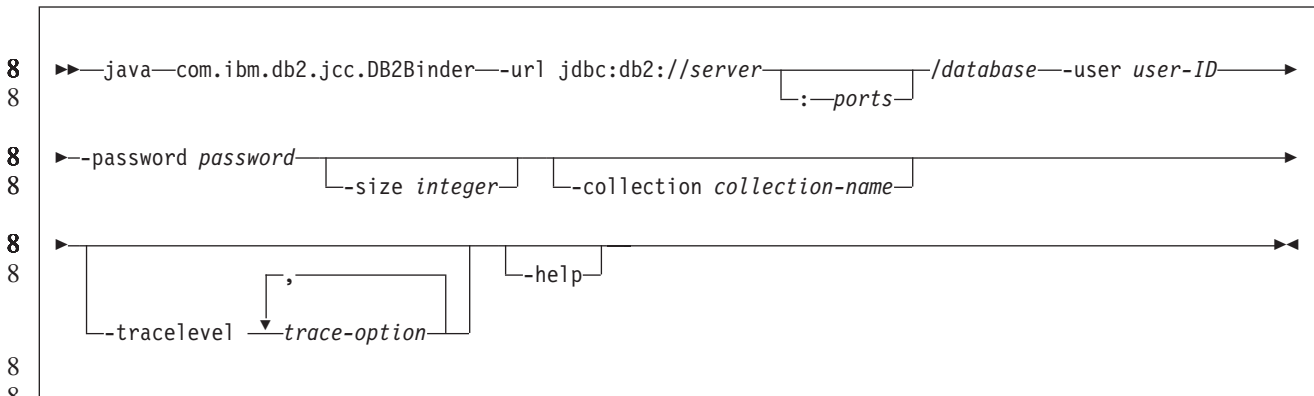 8 java com.ibm.db2.jcc.DB2Binder -url jdbc:db2://server /database -user user-ID
8 : ports
8 -password password
8 -size integer -collection collection-name
8
8 , -help
-tracelevel trace-option
8
8